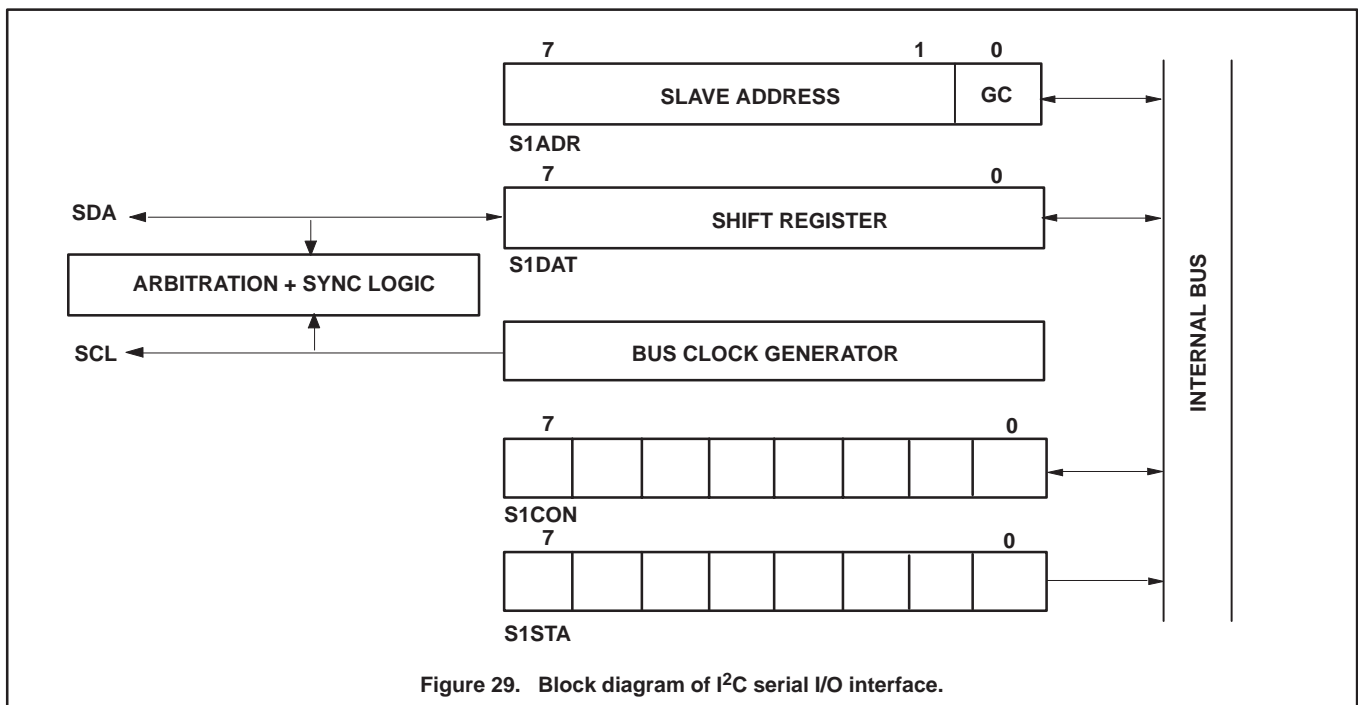 7 1 0
SLAVE ADDRESS GC
S1ADR
7 0
SDA SHIFT REGISTER
S1DAT
ARBITRATION + SYNC LOGIC
SCL BUS CLOCK GENERATOR
INTERNAL BUS
7 0
S1CON
7 0
S1STA
Figure 29. Block diagram of I²C serial I/O interface.